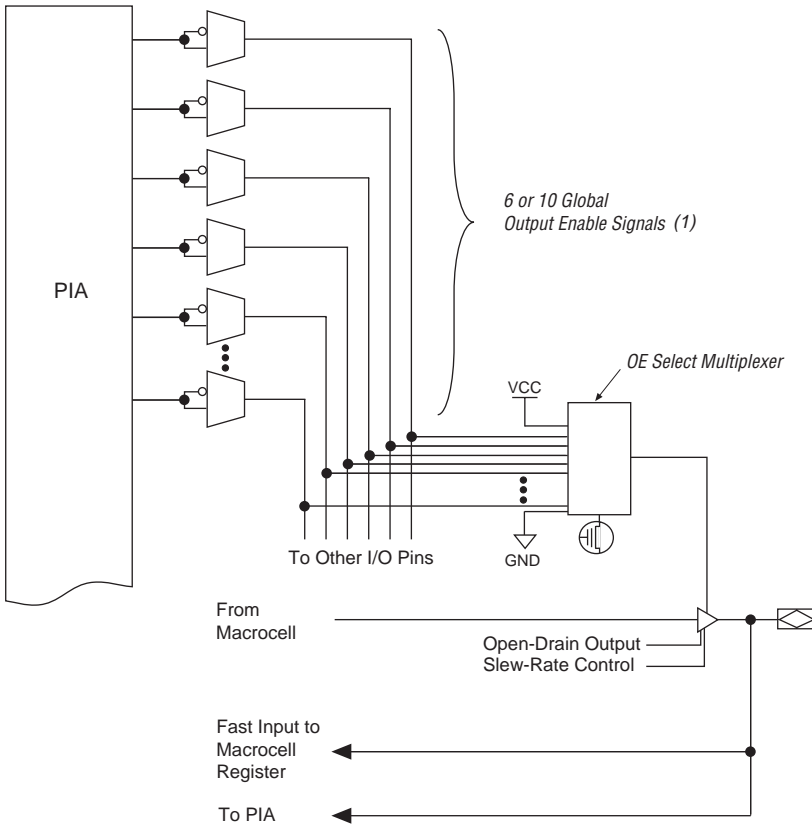 6 or 10 Global
Output Enable Signals (1)
PIA
OE Select Multiplexer
VCC
To Other I/O Pins
GND
From
Macrocell
Open-Drain Output
Slew-Rate Control
Fast Input to
Macrocell
Register
To PIA